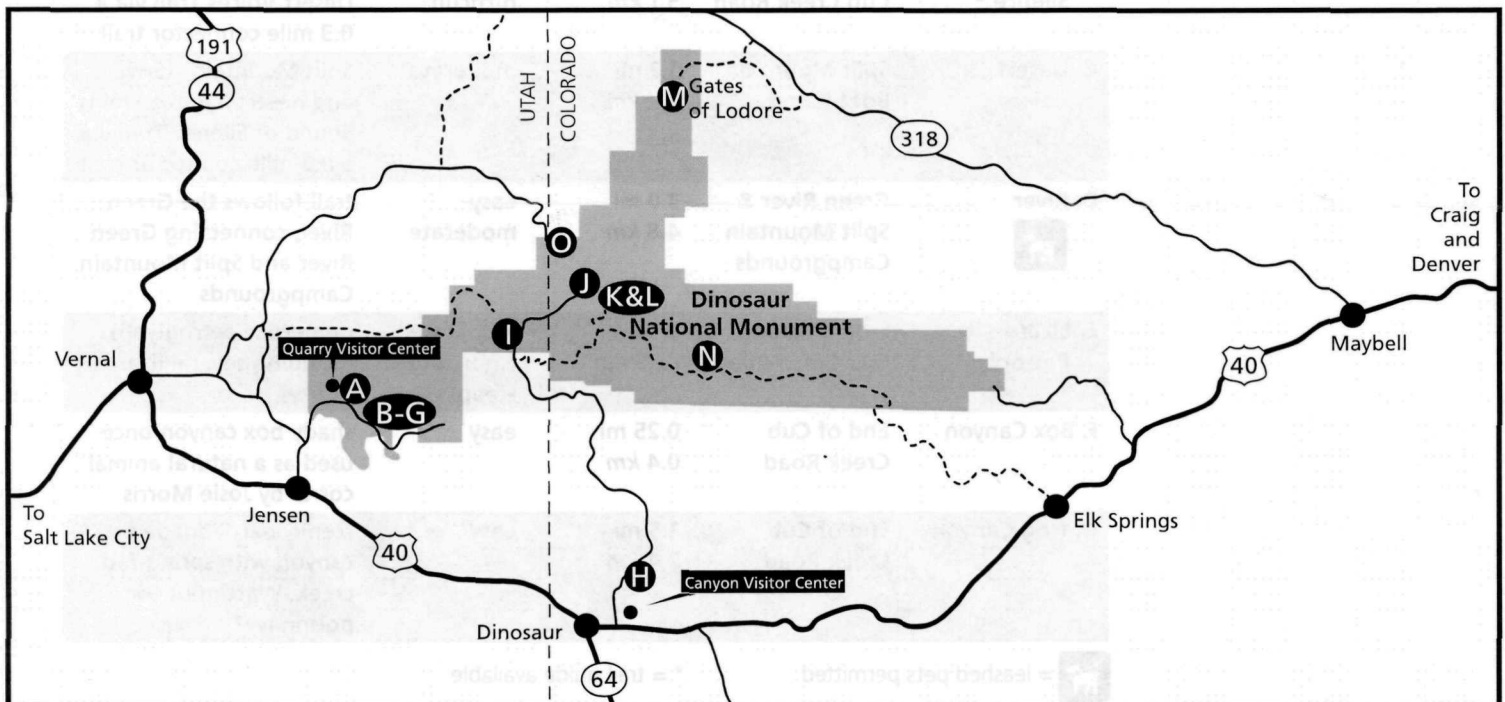 191
44
UTAH
COLORADO
M
Gates
of Lodore
318
To
Craig
and
Denver
O
J
K&L
Dinosaur
National Monument
I
N
Maybell
40
Vernal
Quarry Visitor Center
A
B-G
To
Salt Lake City
Jensen
40
Elk Springs
H
Canyon Visitor Center
Dinosaur
64